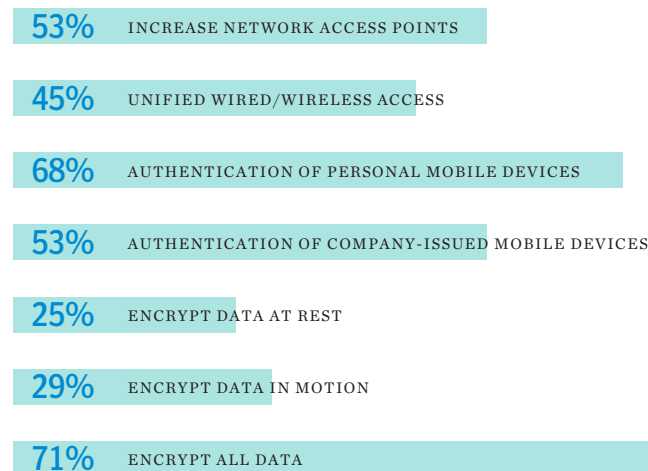 53% INCREASE NETWORK ACCESS POINTS
45% UNIFIED WIRED/WIRELESS ACCESS
68% AUTHENTICATION OF PERSONAL MOBILE DEVICES
53% AUTHENTICATION OF COMPANY-ISSUED MOBILE DEVICES
25% ENCRYPT DATA AT REST
29% ENCRYPT DATA IN MOTION
71% ENCRYPT ALL DATA